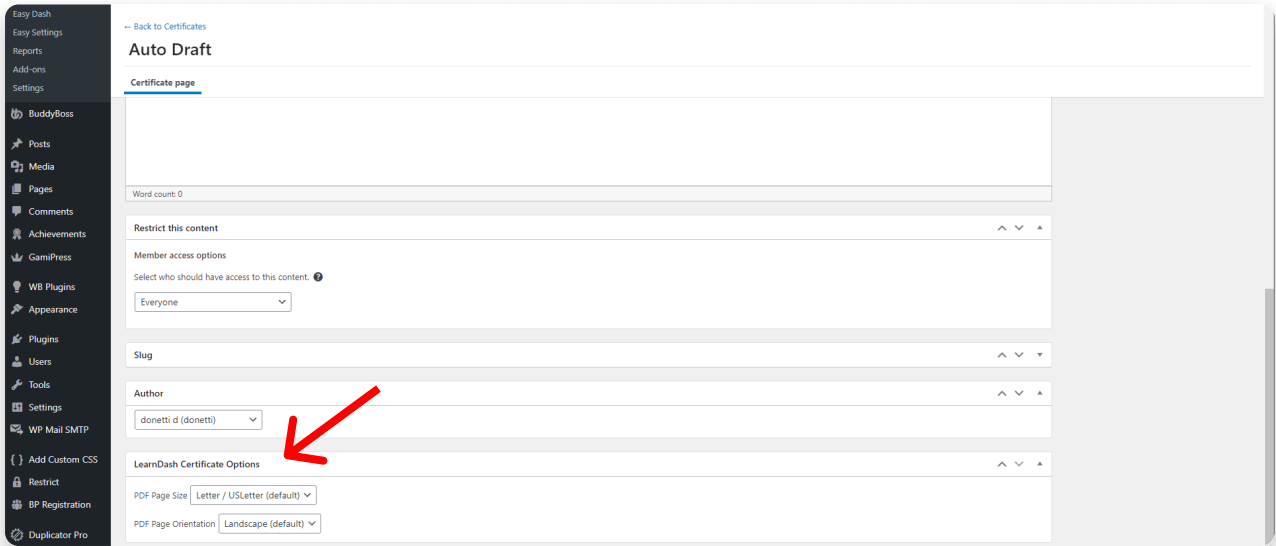 Easy Dash
Easy Settings
Reports
Add-ons
Settings
BuddyBoss
Posts
Media
Pages
Comments
Achievements
GamiPress
WB Plugins
Appearance
Plugins
Users
Tools
Settings
WP Mail SMTP
Add Custom CSS
Restrict
BP Registration
Duplicator Pro
← Back to Certificates
Auto Draft
Certificate page
Word count: 0
Restrict this content
Member access options
Select who should have access to this content. ?
Everyone
Slug
Author
donetti d (donetti)
LearnDash Certificate Options
PDF Page Size Letter / USLetter (default)
PDF Page Orientation Landscape (default)